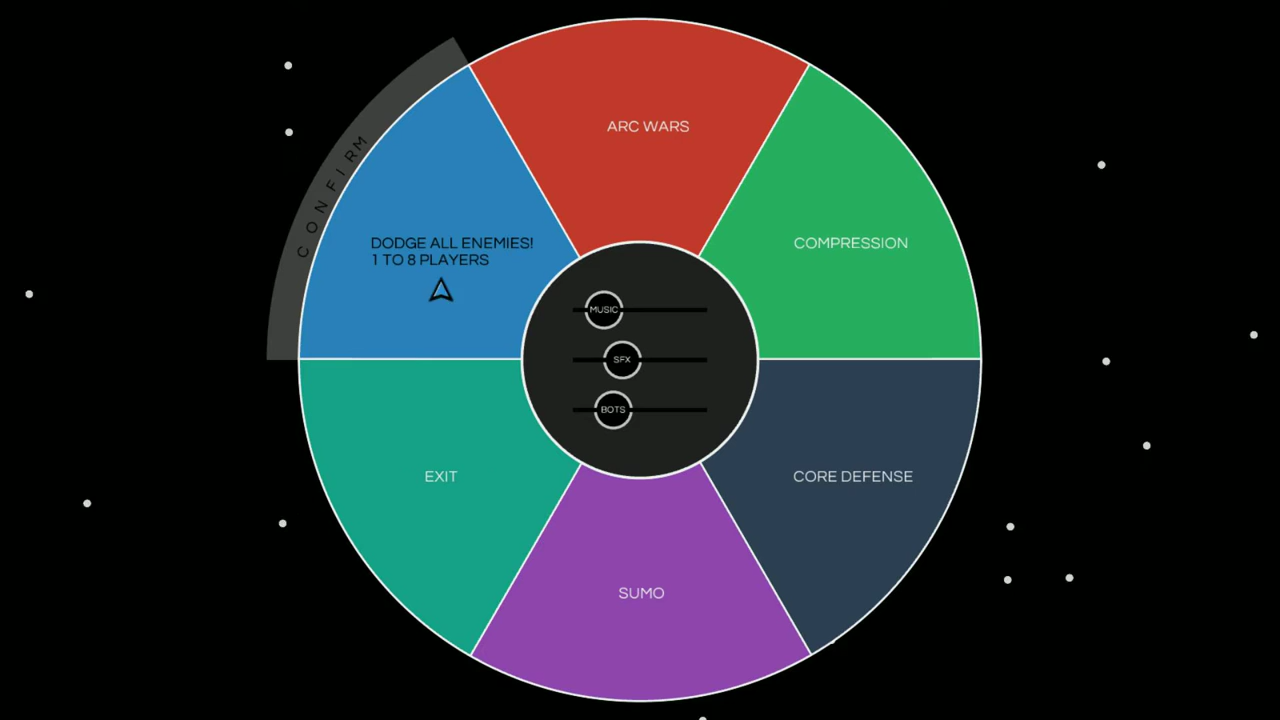 ARC WARS
CONFIRM
DODGE ALL ENEMIES!
1 TO 8 PLAYERS
COMPRESSION
MUSIC
SFX
BOTS
EXIT
CORE DEFENSE
SUMO